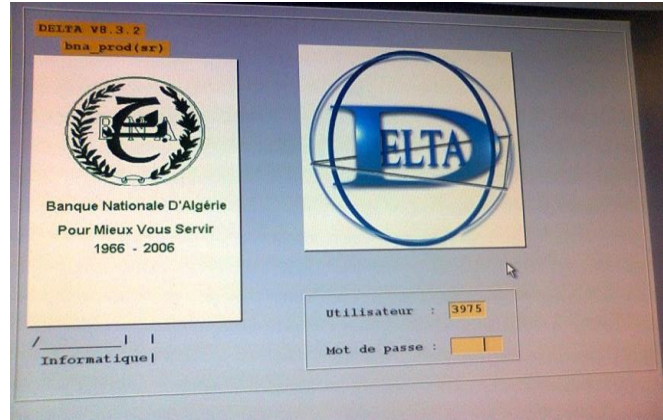 DELTA V8.3.2
bna_prod(sr)
BNA
Banque Nationale D'Algérie
Pour Mieux Vous Servir
1966 - 2006
DELTA
Utilisateur : 3975
Mot de passe :
Informatique